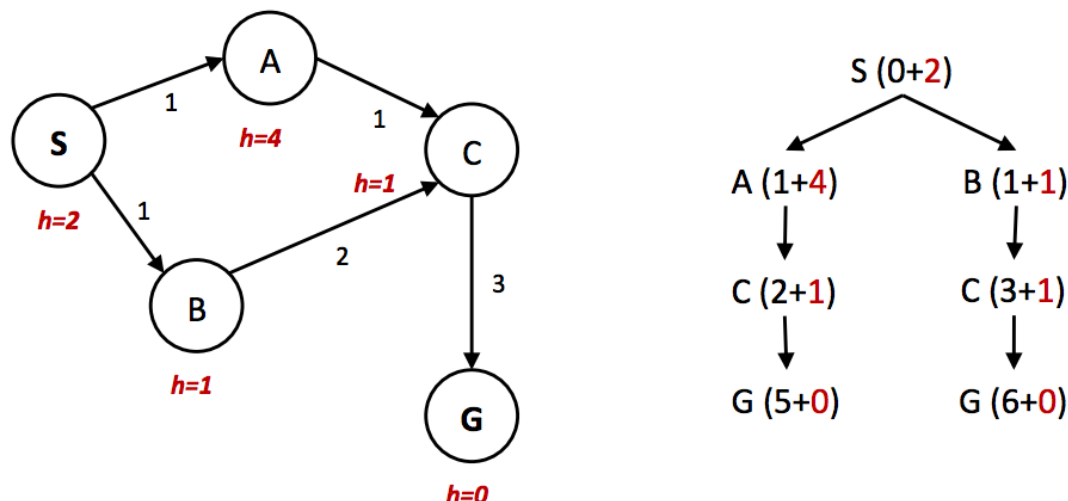 A
1
h=4
S
h=2
1
C
h=1
1
2
B
h=1
3
G
h=0
S (0+2)
A (1+4)
B (1+1)
C (2+1)
C (3+1)
G (5+0)
G (6+0)